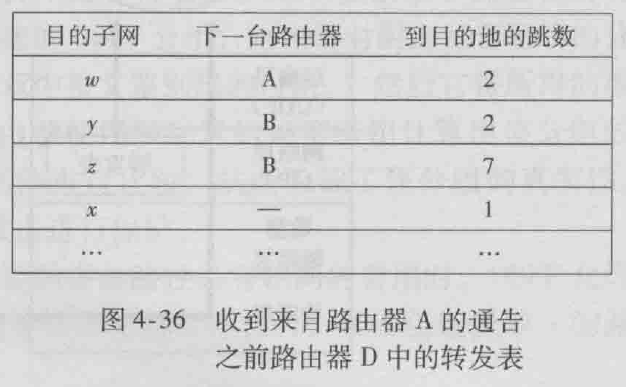 目的子网 下一台路由器 到目的地的跳数
w A 2
y B 2
z B 7
x — 1
… … …
图 4-36 收到来自路由器 A 的通告
之前路由器 D 中的转发表